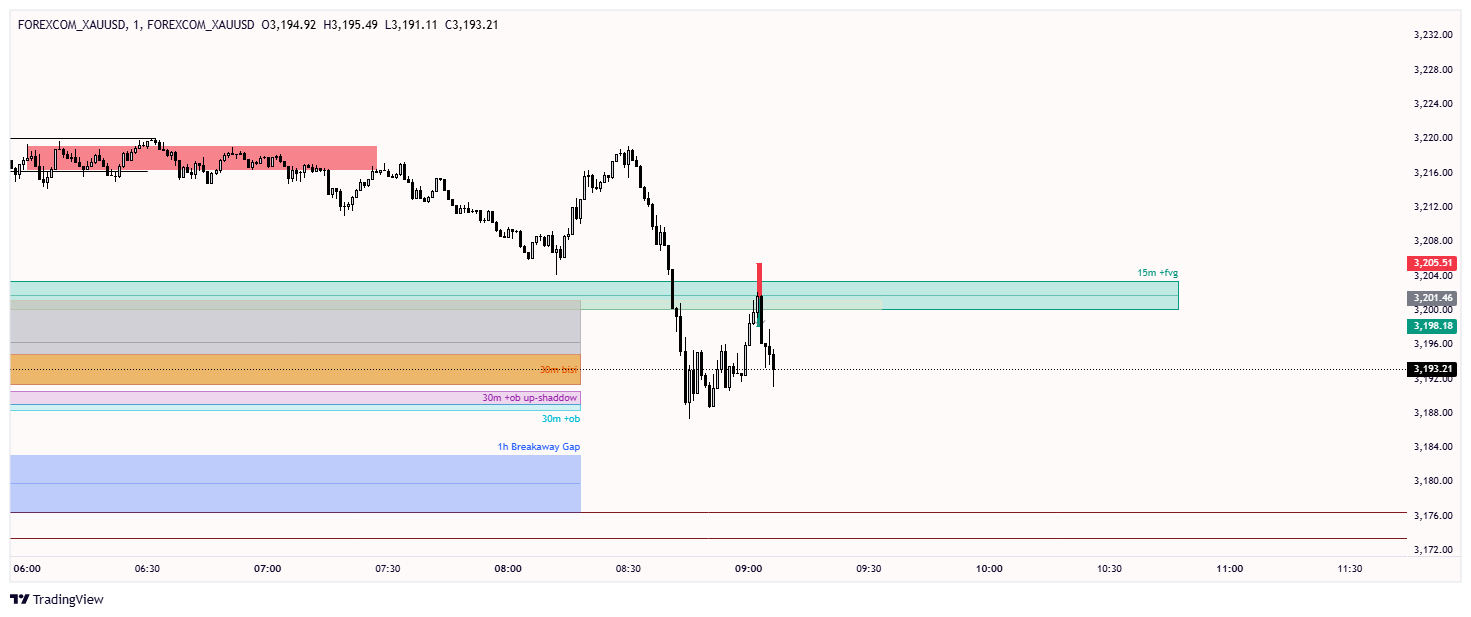 FOREXCOM_XAUUSD, 1, FOREXCOM_XAUUSD O3,194.92 H3,195.49 L3,191.11 C3,193.21
3,232.00
3,228.00
3,224.00
3,220.00
3,216.00
3,212.00
3,208.00
3,205.51
15m +fvg
3,204.00
3,201.46
3,200.00
3,198.18
3,196.00
30m bisi
3,193.21
3,192.00
30m +ob up-shaddow
3,188.00
30m +ob
1h Breakaway Gap
3,184.00
3,180.00
3,176.00
3,172.00
06:00 06:30 07:00 07:30 08:00 08:30 09:00 09:30 10:00 10:30 11:00 11:30
TradingView